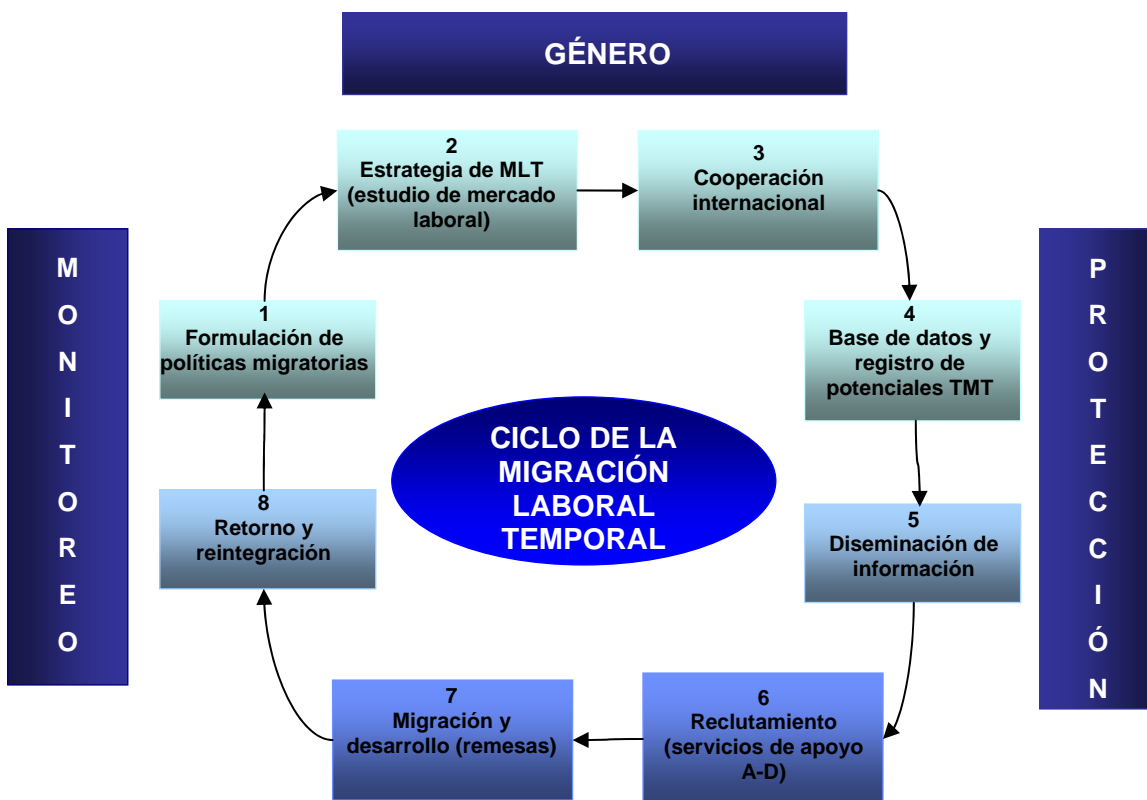 GÉNERO
2
Estrategia de MLT
(estudio de mercado
laboral)
3
Cooperación
internacional
MONITOREO
PROTECCIÓN
1
Formulación de
políticas migratorias
4
Base de datos y
registro de
potenciales TMT
CICLO DE LA
MIGRACIÓN
LABORAL
TEMPORAL
8
Retorno y
reintegración
5
Diseminación de
información
7
Migración y
desarrollo (remesas)
6
Reclutamiento
(servicios de apoyo
A-D)